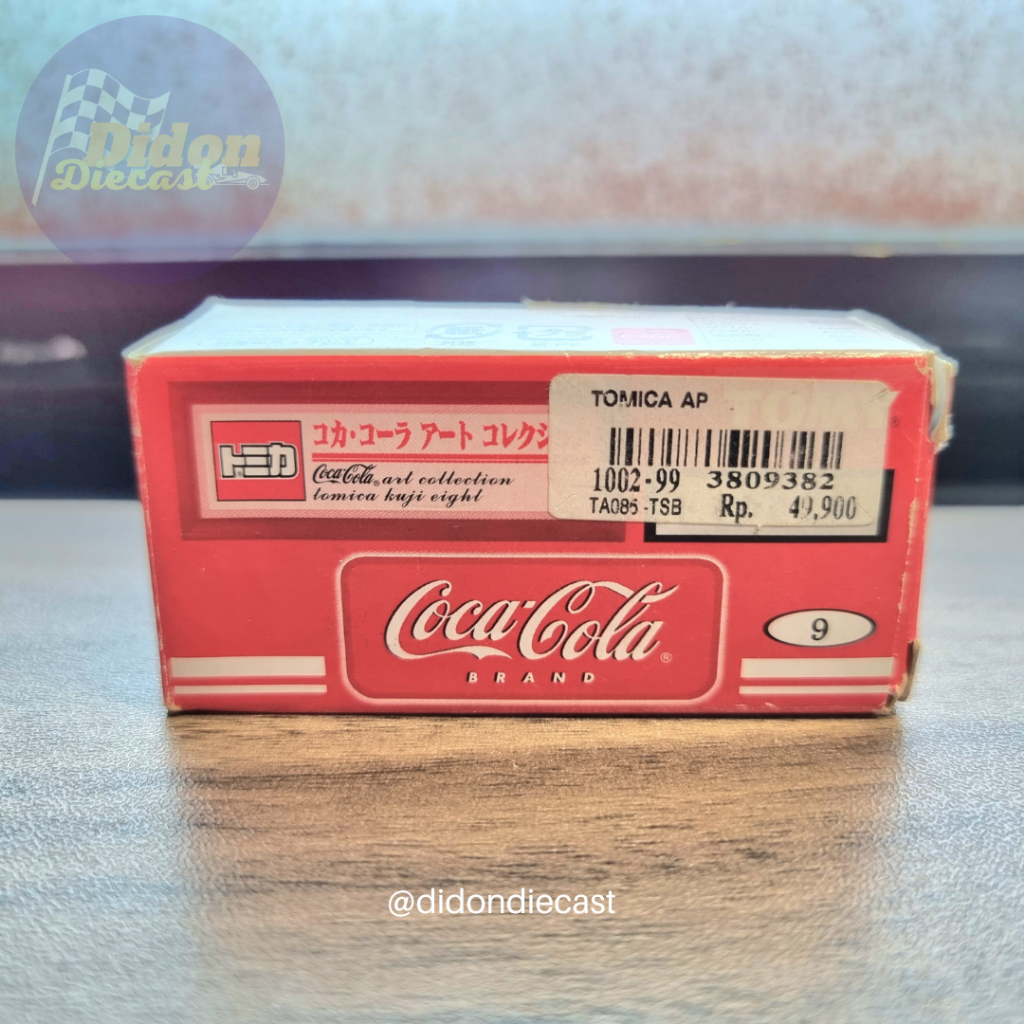 Didon
Diecast
TOMICA AP
TOMY
1002-99 3809382
TA086-TSB Rp. 49,900
トミカ
コカ・コーラ アート コレクシ
Coca-Cola® art collection
tomica kuji eight
Coca-Cola®
BRAND
9
@didondiecast